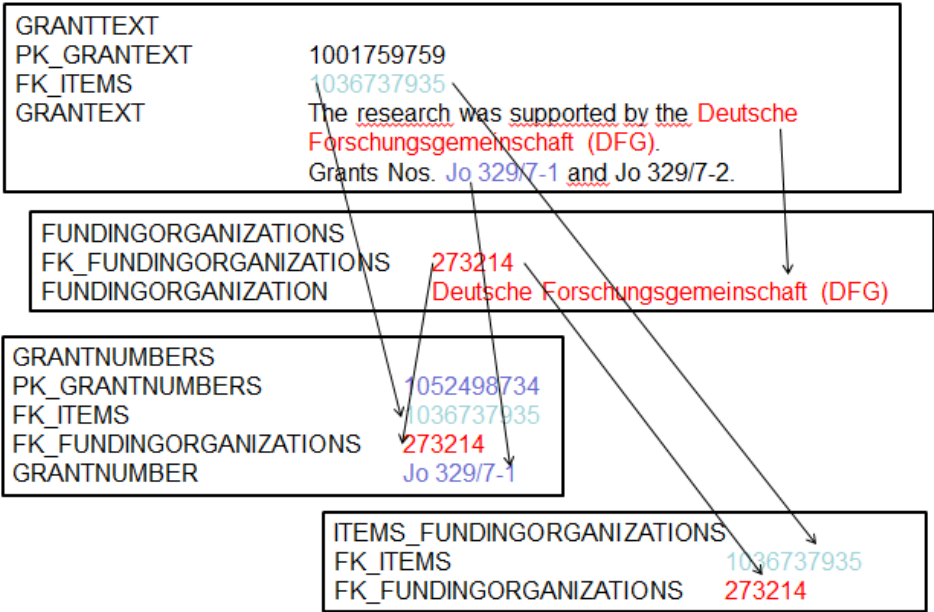 GRANTTEXT
PK_GRANTEXT 1001759759
FK_ITEMS 1036737935
GRANTEXT The research was supported by the Deutsche
Forschungsgemeinschaft (DFG).
Grants Nos. Jo 329/7-1 and Jo 329/7-2.
FUNDINGORGANIZATIONS
FK_FUNDINGORGANIZATIONS 273214
FUNDINGORGANIZATION Deutsche Forschungsgemeinschaft (DFG)
GRANTNUMBERS
PK_GRANTNUMBERS 1052498734
FK_ITEMS 1036737935
FK_FUNDINGORGANIZATIONS 273214
GRANTNUMBER Jo 329/7-1
ITEMS_FUNDINGORGANIZATIONS
FK_ITEMS 1036737935
FK_FUNDINGORGANIZATIONS 273214